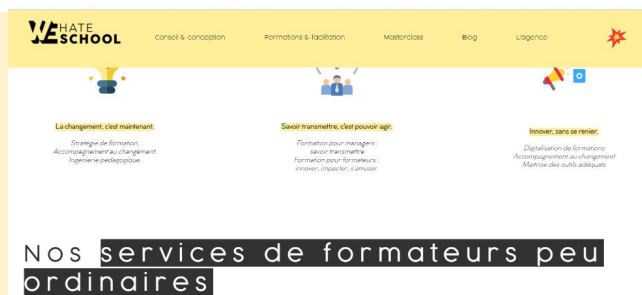 WE HATE
SCHOOL
Conseil & conception
Formations & facilitation
Masterclass
Blog
L'agence
La changement, c'est maintenant.
Stratégie de formation.
Accompagnement au changement
Ingénierie pédagogique.
Savoir transmettre, c'est pouvoir agir.
Formation pour managers :
savoir transmettre
Formation pour formateurs :
innover, impacter, s'amuser
Innover, sans se renier.
Digitalisation de formations
Accompagnement au changement
Maitrise des outils adéquats
Nos services de formateurs peu
ordinaires